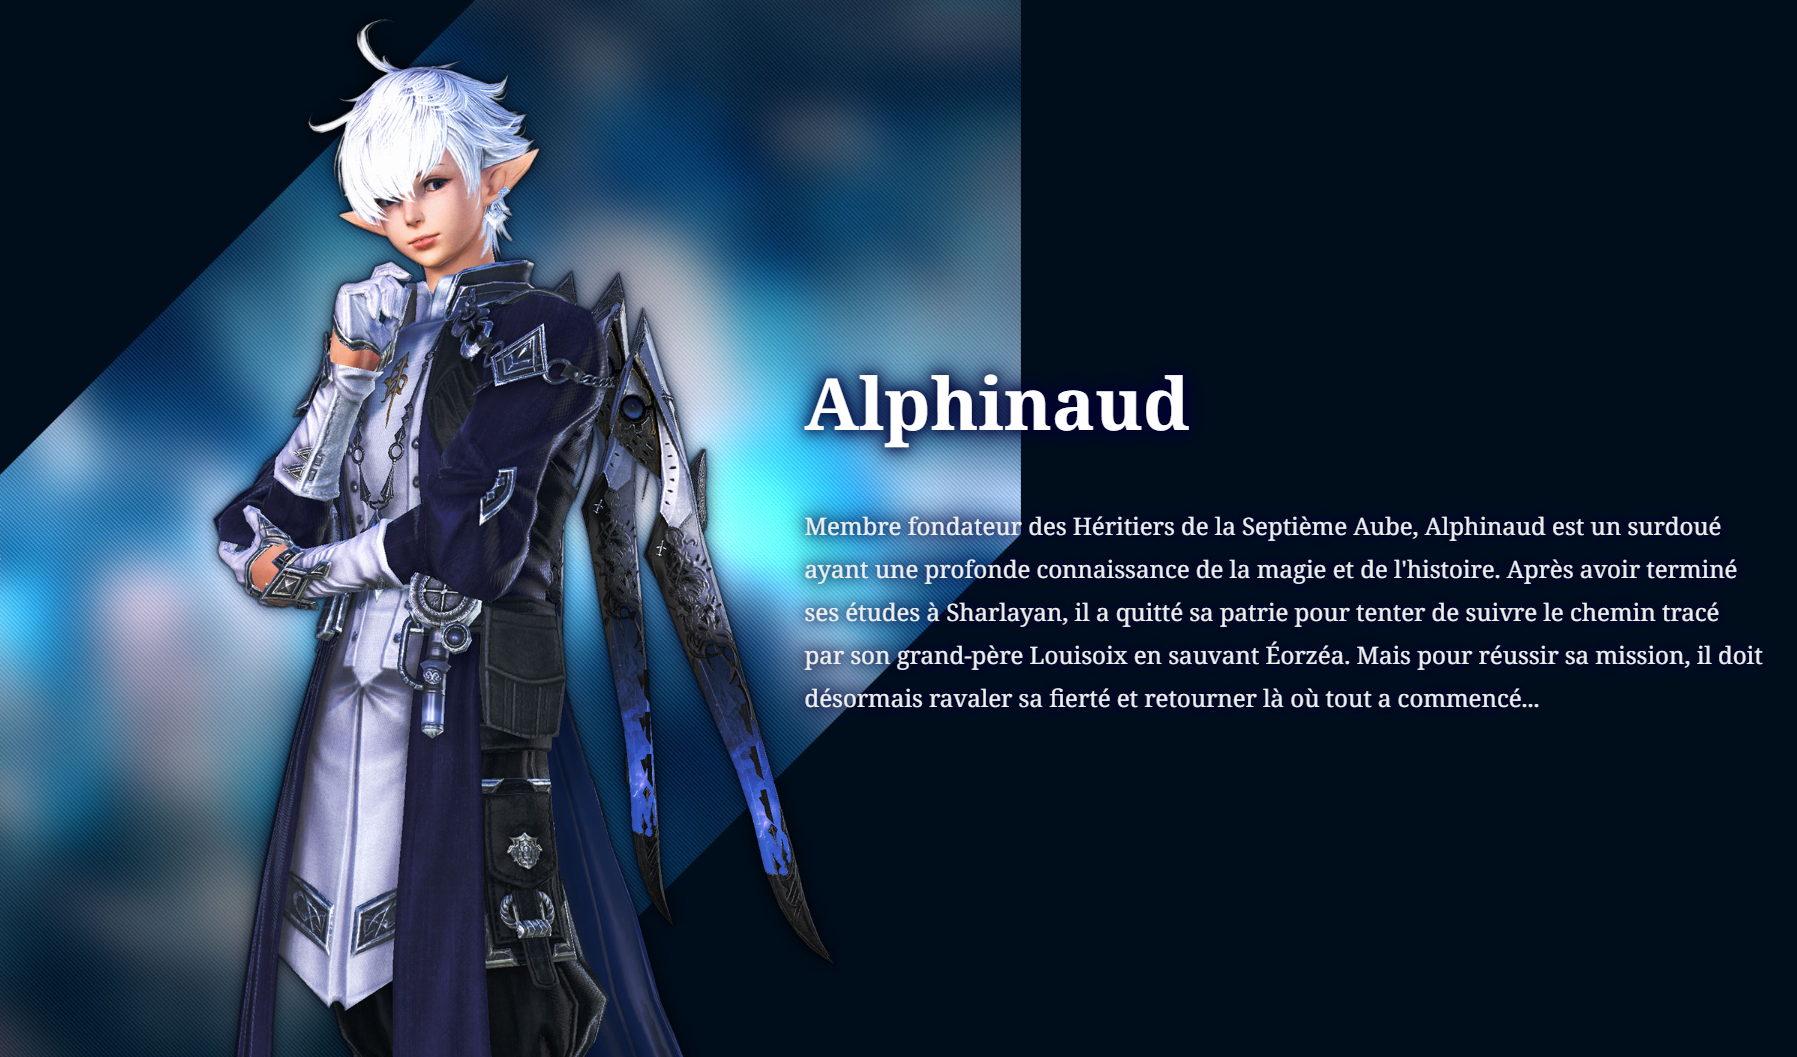 Alphinaud
Membre fondateur des Héritiers de la Septième Aube, Alphinaud est un surdoué
ayant une profonde connaissance de la magie et de l'histoire. Après avoir terminé
ses études à Sharlayan, il a quitté sa patrie pour tenter de suivre le chemin tracé
par son grand-père Louisoix en sauvant Éorzéa. Mais pour réussir sa mission, il doit
désormais ravaler sa fierté et retourner là où tout a commencé...